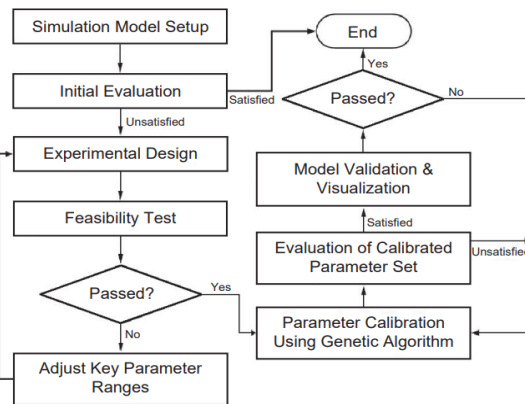 Simulation Model Setup
Initial Evaluation
Satisfied
Unsatisfied
Experimental Design
Feasibility Test
Passed?
Yes
No
Adjust Key Parameter
Ranges
End
Yes
Passed?
No
Model Validation &
Visualization
Satisfied
Evaluation of Calibrated
Parameter Set
Unsatisfied
Parameter Calibration
Using Genetic Algorithm